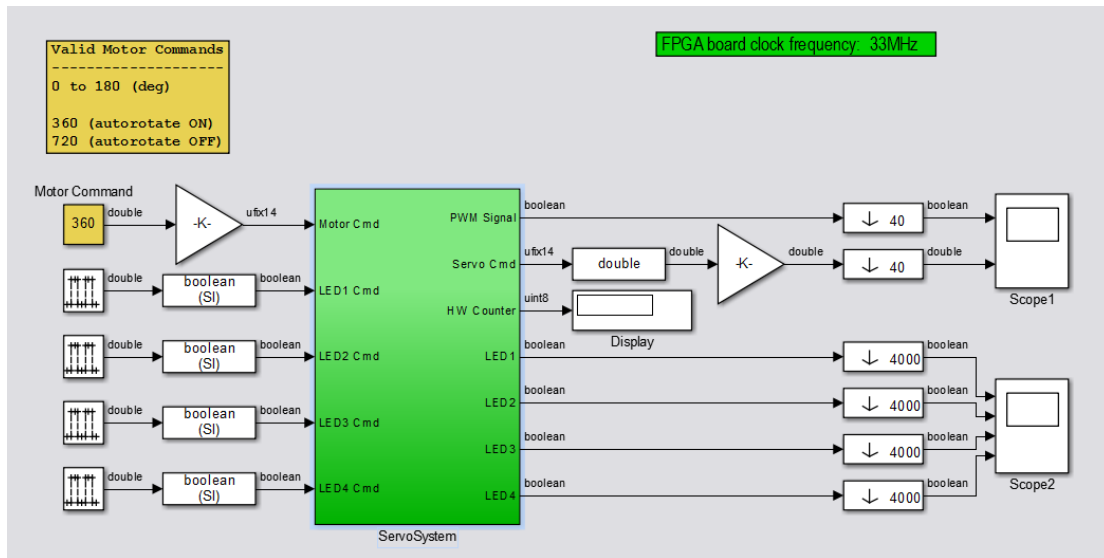 Valid Motor Commands
--------------------
0 to 180 (deg)
360 (autorotate ON)
720 (autorotate OFF)
FPGA board clock frequency: 33MHz
Motor Command
360
double
-K-
ufix14
Motor Cmd
double
boolean
(SI)
boolean
LED1 Cmd
double
boolean
(SI)
boolean
LED2 Cmd
double
boolean
(SI)
boolean
LED3 Cmd
double
boolean
(SI)
boolean
LED4 Cmd
ServoSystem
PWM Signal
boolean
40
boolean
Servo Cmd
ufix14
double
double
-K-
double
40
double
Scope1
HW Counter
uint8
Display
LED1
boolean
4000
boolean
LED2
boolean
4000
boolean
LED3
boolean
4000
boolean
LED4
boolean
4000
boolean
Scope2